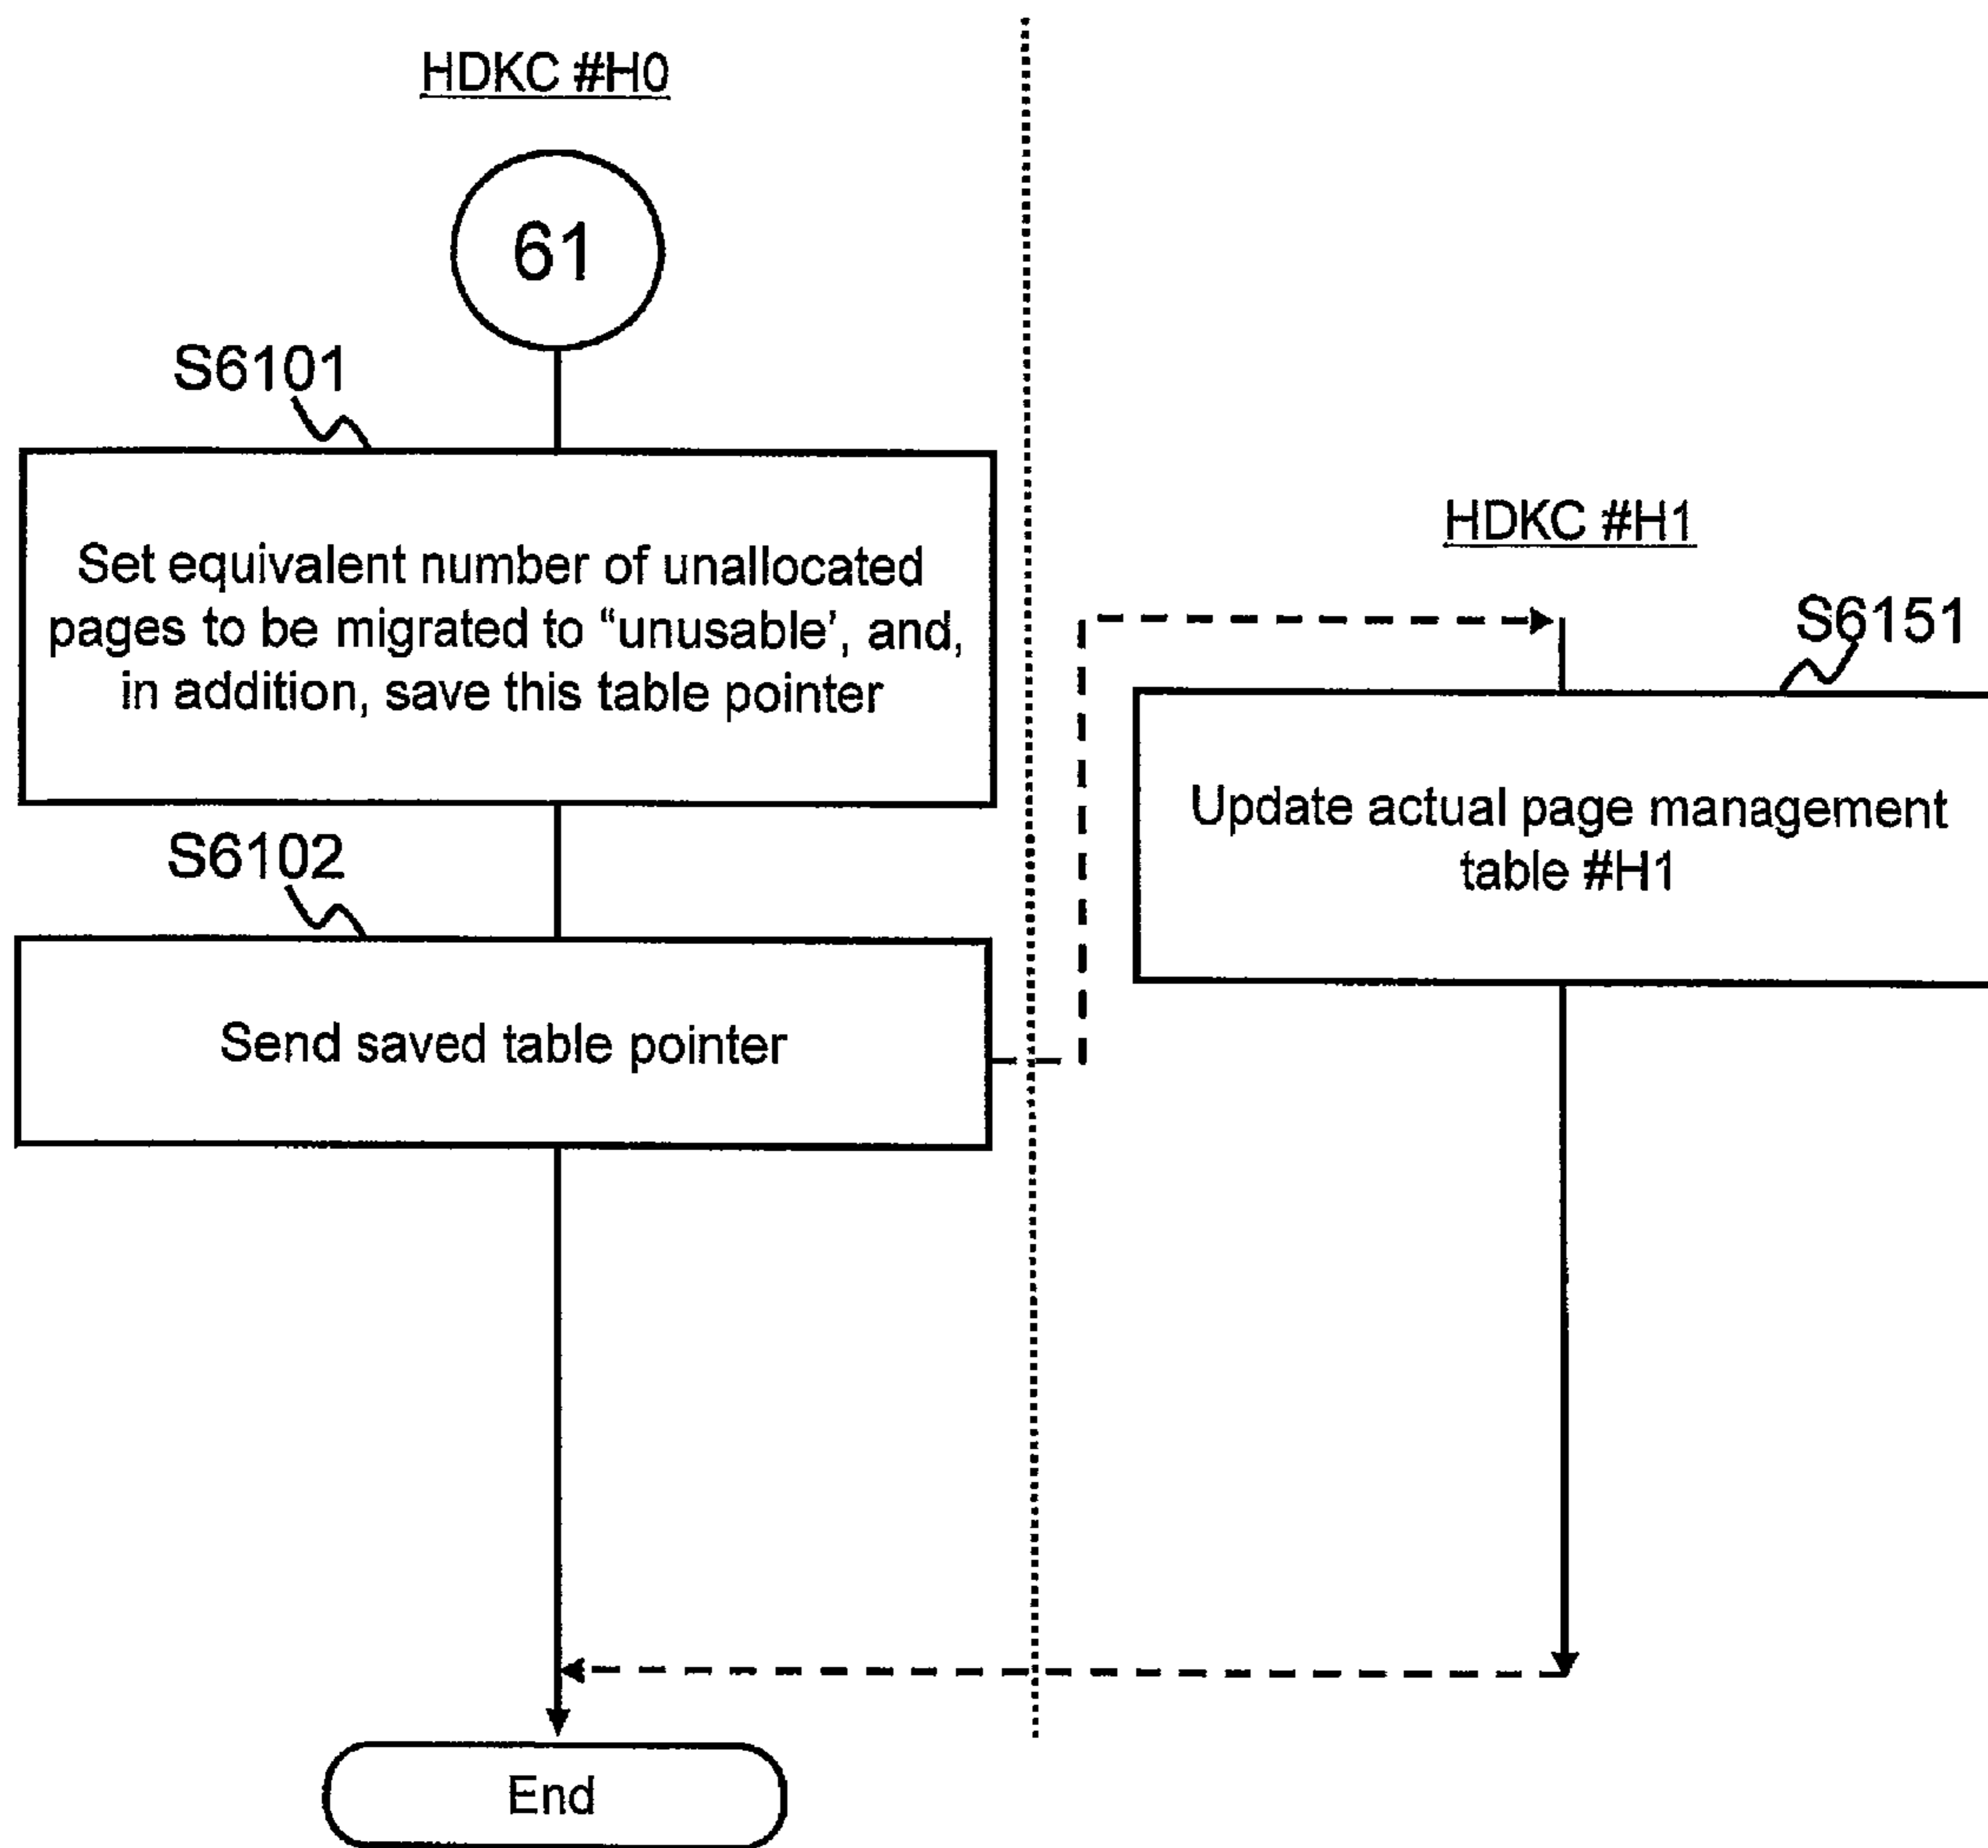 HDKC #H0
61
S6101
Set equivalent number of unallocated
pages to be migrated to “unusable’, and,
in addition, save this table pointer
S6102
Send saved table pointer
HDKC #H1
S6151
Update actual page management
table #H1
End